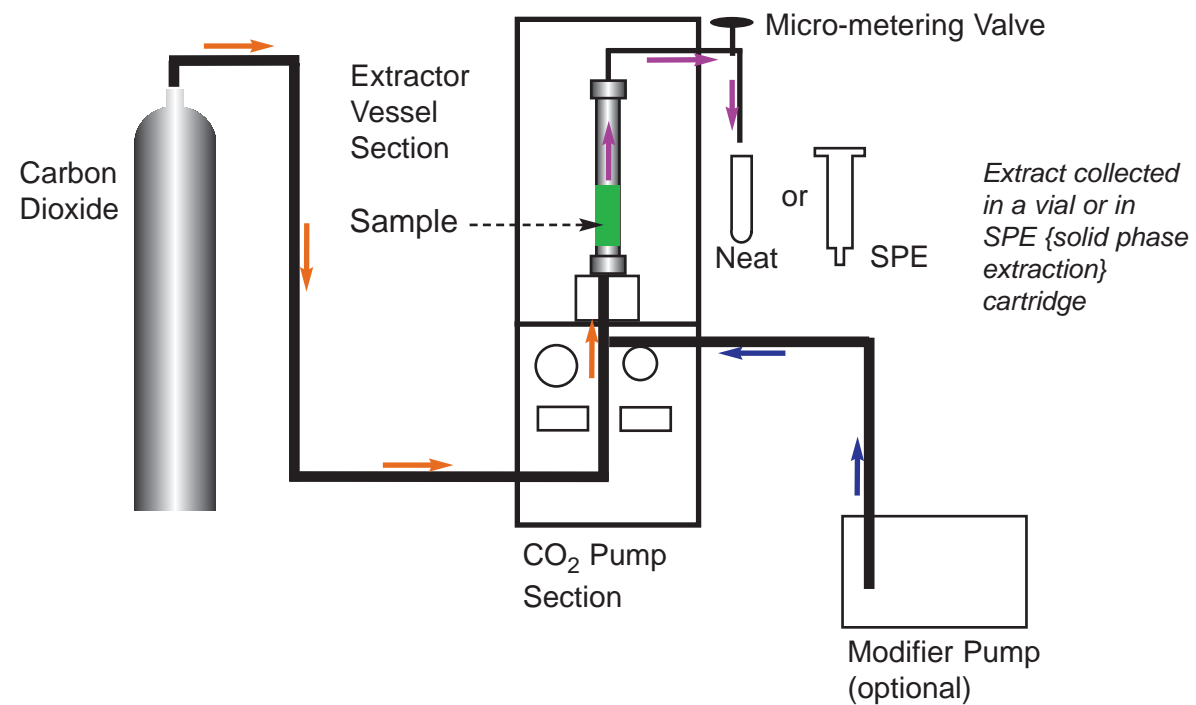 Micro-metering Valve
Extractor
Vessel
Section
Carbon
Dioxide
Sample
or
Neat
SPE
Extract collected
in a vial or in
SPE {solid phase
extraction}
cartridge
CO2 Pump
Section
Modifier Pump
(optional)